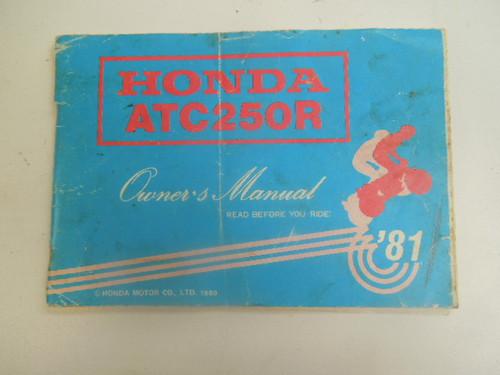 HONDA
ATC250R
Owner's Manual
READ BEFORE YOU RIDE!
'81
© HONDA MOTOR CO., LTD. 1980